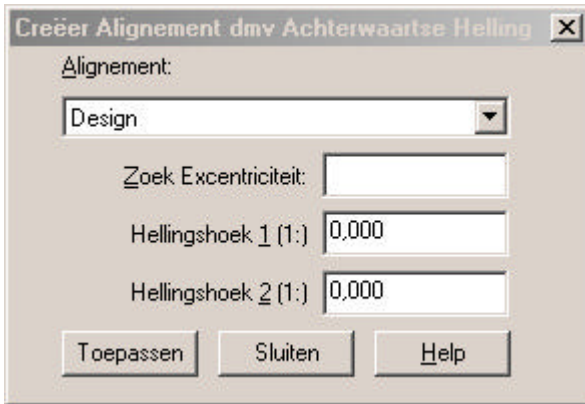 Creëer Alignement dmv Achterwaartse Helling
Alignement:
Design
Zoek Excentriciteit:
Hellingshoek 1 (1:) 0,000
Hellingshoek 2 (1:) 0,000
Toepassen Sluiten Help